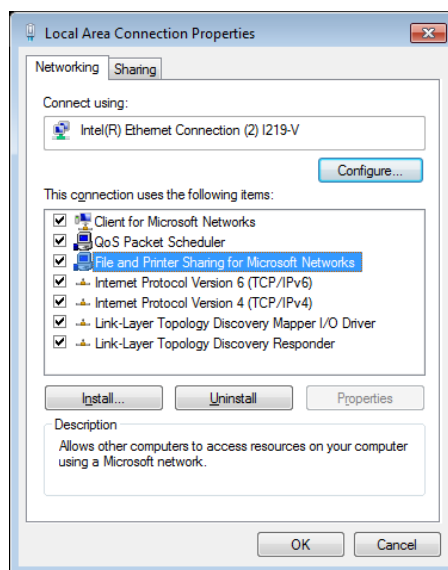 Local Area Connection Properties
Networking
Sharing
Connect using:
Intel(R) Ethernet Connection (2) I219-V
Configure...
This connection uses the following items:
Client for Microsoft Networks
QoS Packet Scheduler
File and Printer Sharing for Microsoft Networks
Internet Protocol Version 6 (TCP/IPv6)
Internet Protocol Version 4 (TCP/IPv4)
Link-Layer Topology Discovery Mapper I/O Driver
Link-Layer Topology Discovery Responder
Install...
Uninstall
Properties
Description
Allows other computers to access resources on your computer
using a Microsoft network.
OK
Cancel